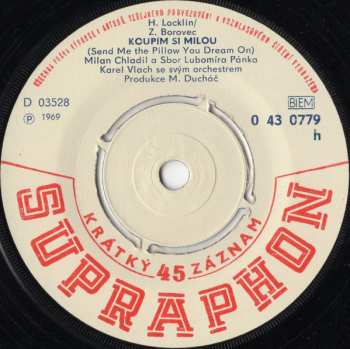 H. Locklin/
Z. Borovec
KOUPÍM SI MILOU
(Send Me the Pillow You Dream On)
Milan Chladil a Sbor Lubomíra Pánka
Karel Vlach se svým orchestrem
Produkce M. Ducháč
D 03528
Ⓟ 1969
BIEM
0 43 0779
h
KRÁTKÝ 45 ZÁZNAM
SUPRAPHON